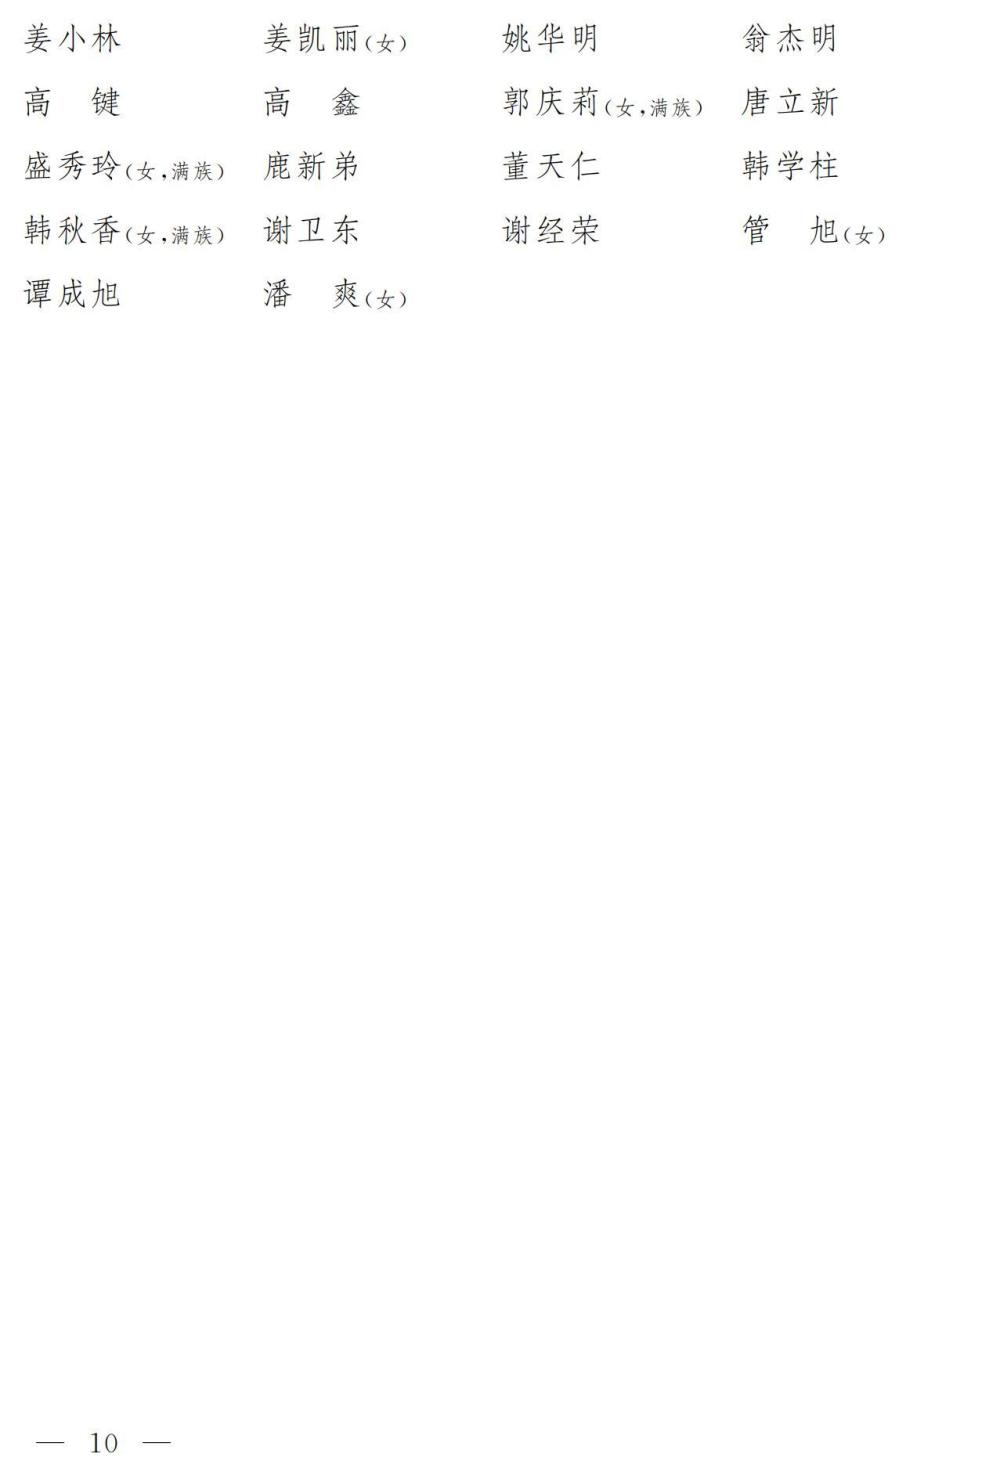 姜小林 姜凯丽(女) 姚华明 翁杰明
高　键 高　鑫 郭庆莉(女,满族) 唐立新
盛秀玲(女,满族) 鹿新弟 董天仁 韩学柱
韩秋香(女,满族) 谢卫东 谢经荣 管　旭(女)
谭成旭 潘　爽(女)
— 10 —